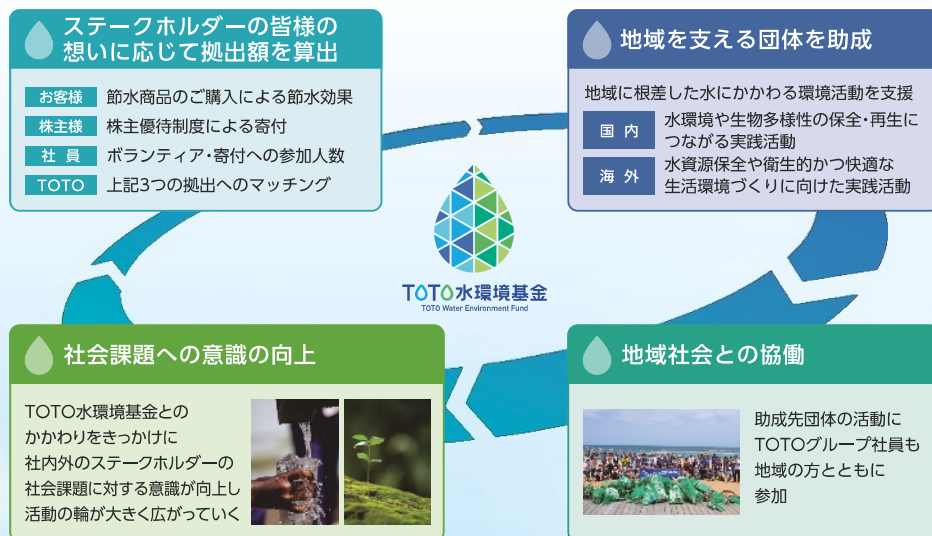 ステークホルダーの皆様の
想いに応じて拠出額を算出
お客様 節水商品のご購入による節水効果
株主様 株主優待制度による寄付
社 員 ボランティア・寄付への参加人数
TOTO 上記3つの拠出へのマッチング
地域を支える団体を助成
地域に根差した水にかかわる環境活動を支援
国 内 水環境や生物多様性の保全・再生に
つながる実践活動
海 外 水資源保全や衛生的かつ快適な
生活環境づくりに向けた実践活動
TOTO水環境基金
TOTO Water Environment Fund
社会課題への意識の向上
TOTO水環境基金との
かかわりをきっかけに
社内外のステークホルダーの
社会課題に対する意識が向上し
活動の輪が大きく広がっていく
地域社会との協働
助成先団体の活動に
TOTOグループ社員も
地域の方とともに
参加